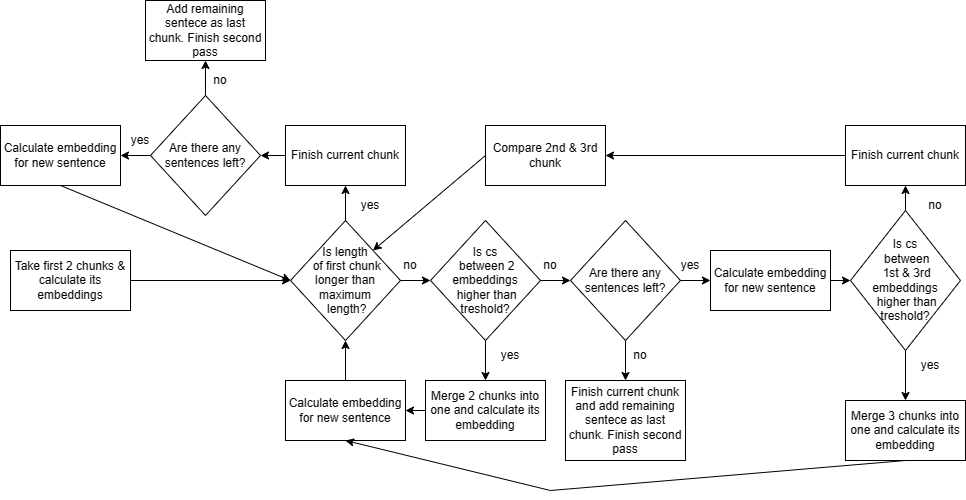 Add remaining
sentece as last
chunk. Finish second
pass
no
Calculate embedding
for new sentence
yes
Are there any
sentences left?
Finish current chunk
Compare 2nd & 3rd
chunk
Finish current chunk
yes
no
Take first 2 chunks &
calculate its
embeddings
Is length
of first chunk
longer than
maximum
length?
no
Is cs
between 2
embeddings
higher than
treshold?
no
Are there any
sentences left?
yes
Calculate embedding
for new sentence
Is cs
between
1st & 3rd
embeddings
higher than
treshold?
yes
no
yes
Calculate embedding
for new sentence
Merge 2 chunks into
one and calculate its
embedding
Finish current chunk
and add remaining
sentece as last
chunk. Finish second
pass
Merge 3 chunks into
one and calculate its
embedding